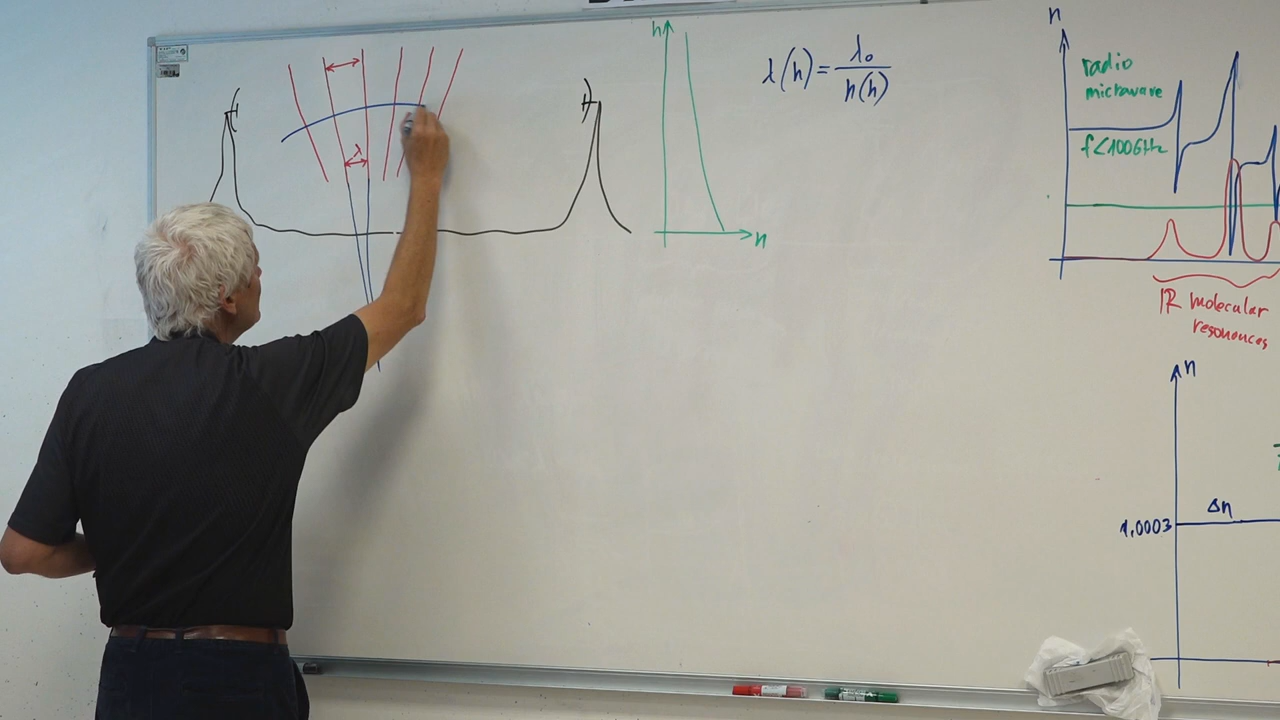 λ
h
n
λ(h)=λ₀/n(h)
n
radio
microwave
f<100GHz
IR molecular
resonances
n
1,0003
Δn